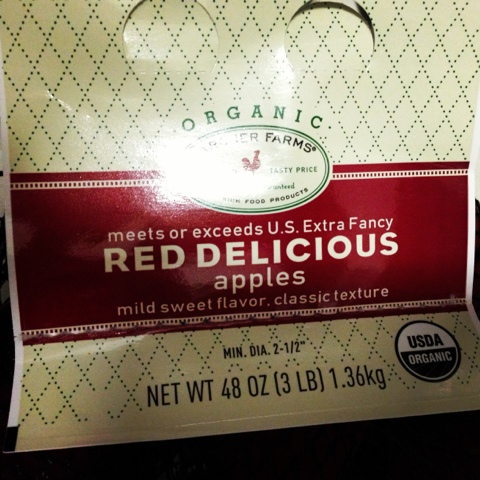 ORGANIC
FARMS®
TASTY PRICE
FOOD PRODUCTS
meets or exceeds U.S. Extra Fancy
RED DELICIOUS
apples
mild sweet flavor, classic texture
MIN. DIA. 2-1/2"
USDA
ORGANIC
NET WT 48 OZ (3 LB) 1.36kg